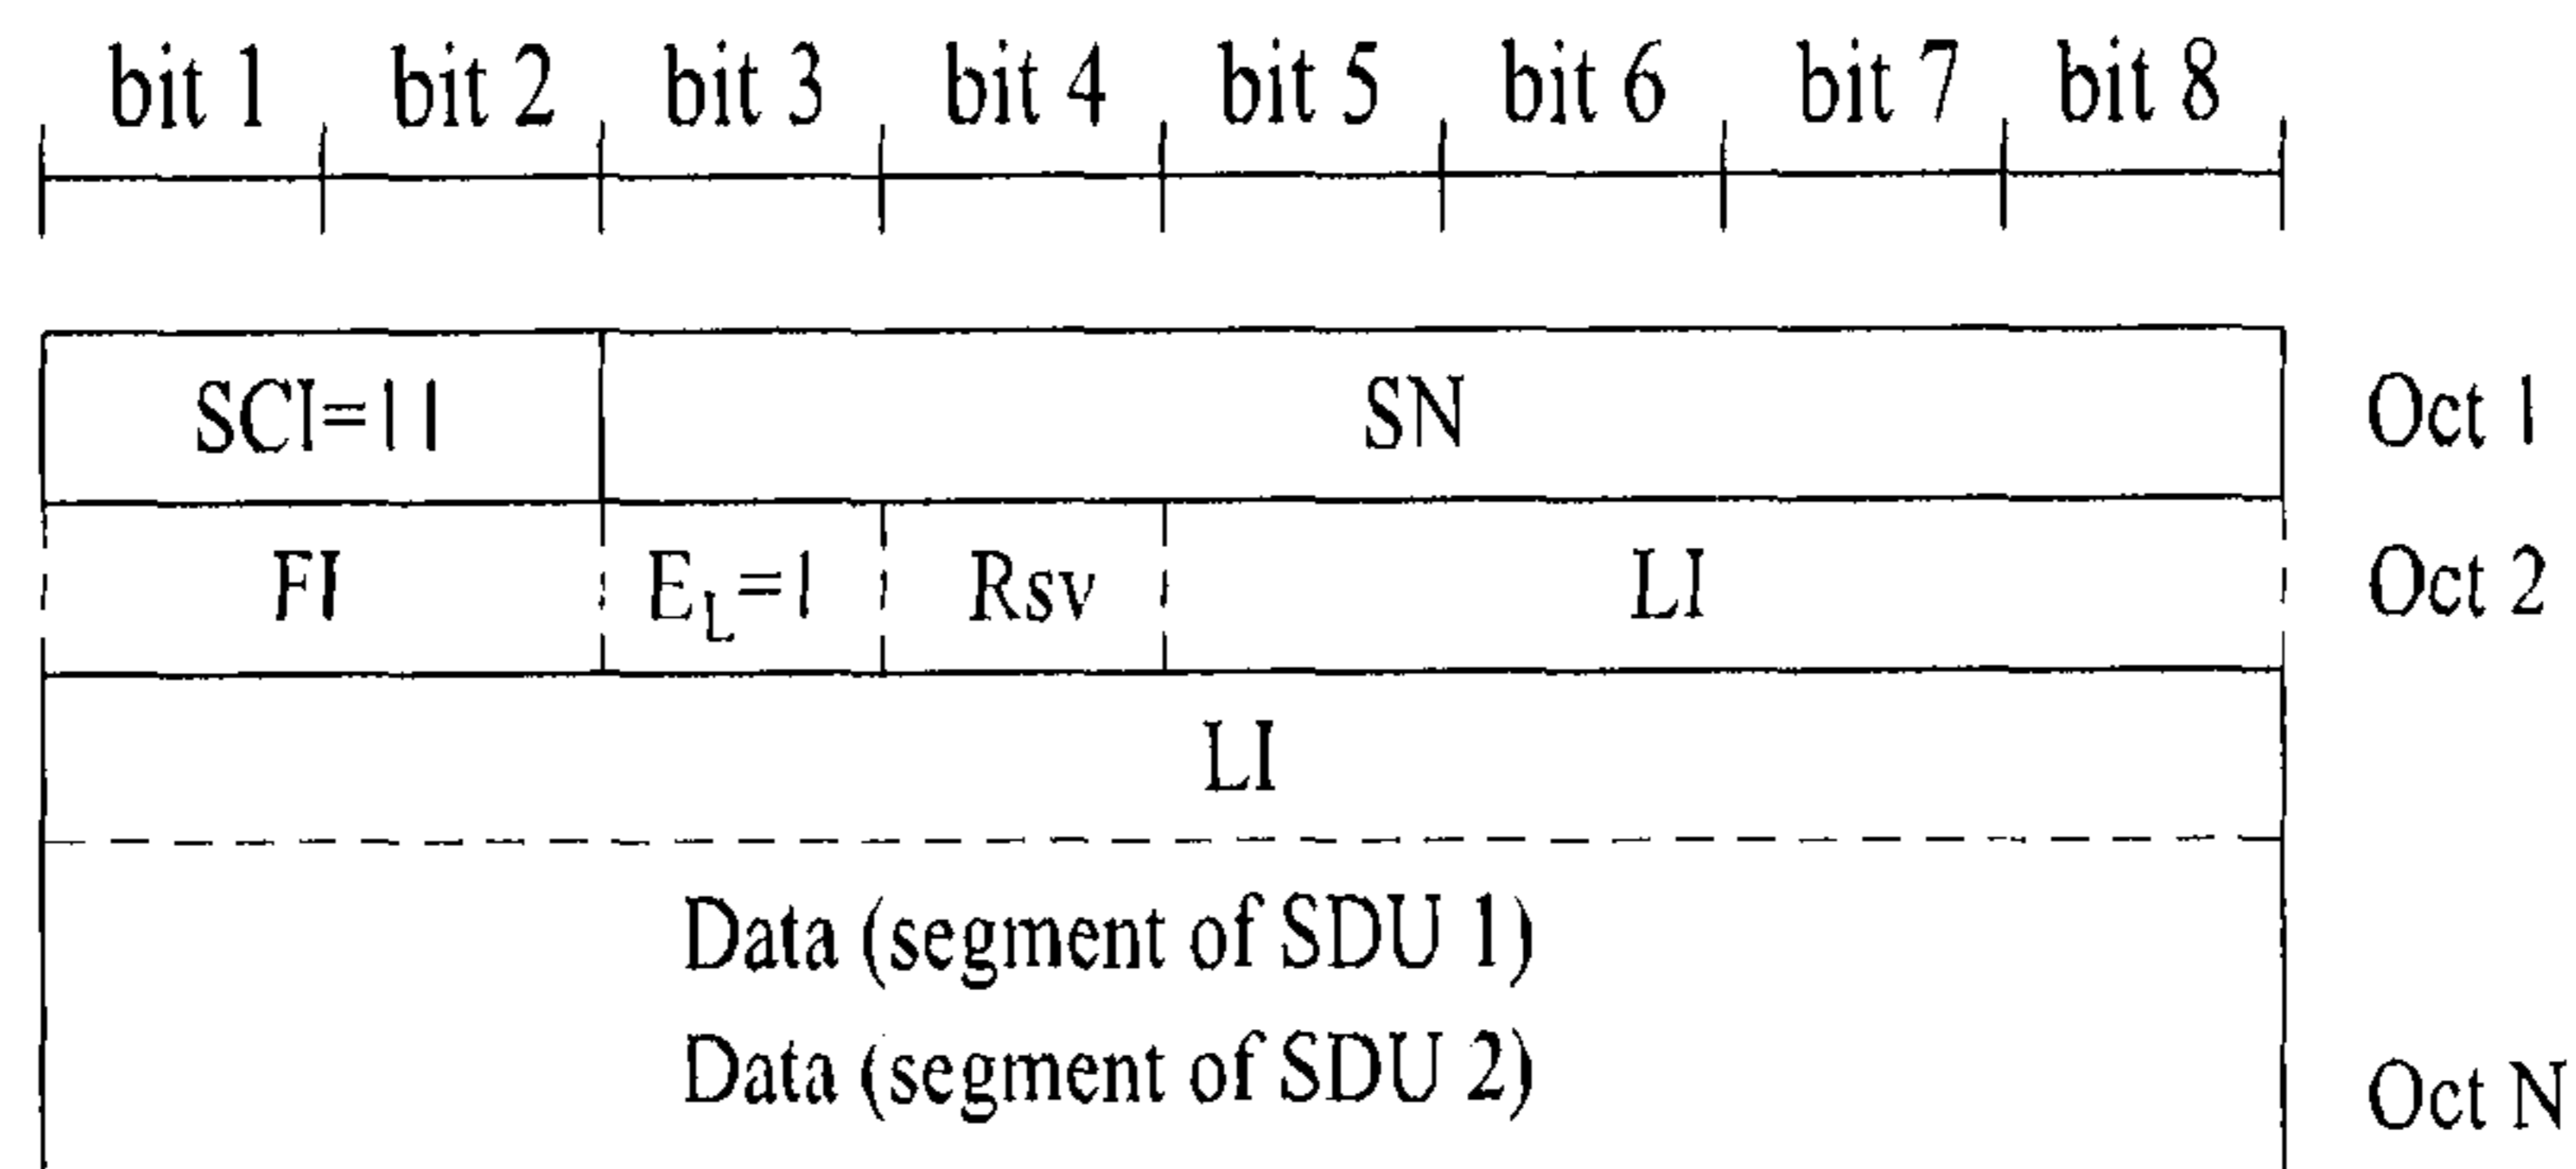 bit 1 bit 2 bit 3 bit 4 bit 5 bit 6 bit 7 bit 8
SCI=11 SN Oct 1
FI E_L=1 Rsv LI Oct 2
LI
Data (segment of SDU 1)
Data (segment of SDU 2) Oct N